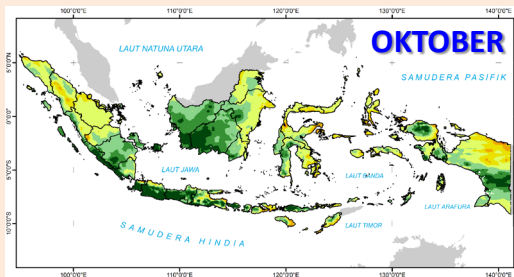 100°0'0"E 110°0'0"E 120°0'0"E 130°0'0"E 140°0'0"E
OKTOBER
LAUT NATUNA UTARA
SAMUDERA PASIFIK
5°0'0"N
0°0'0"
5°0'0"S
10°0'0"S
LAUT JAWA
LAUT BANDA
LAUT ARAFURA
LAUT TIMOR
SAMUDERA HINDIA
100°0'0"E 110°0'0"E 120°0'0"E 130°0'0"E 140°0'0"E